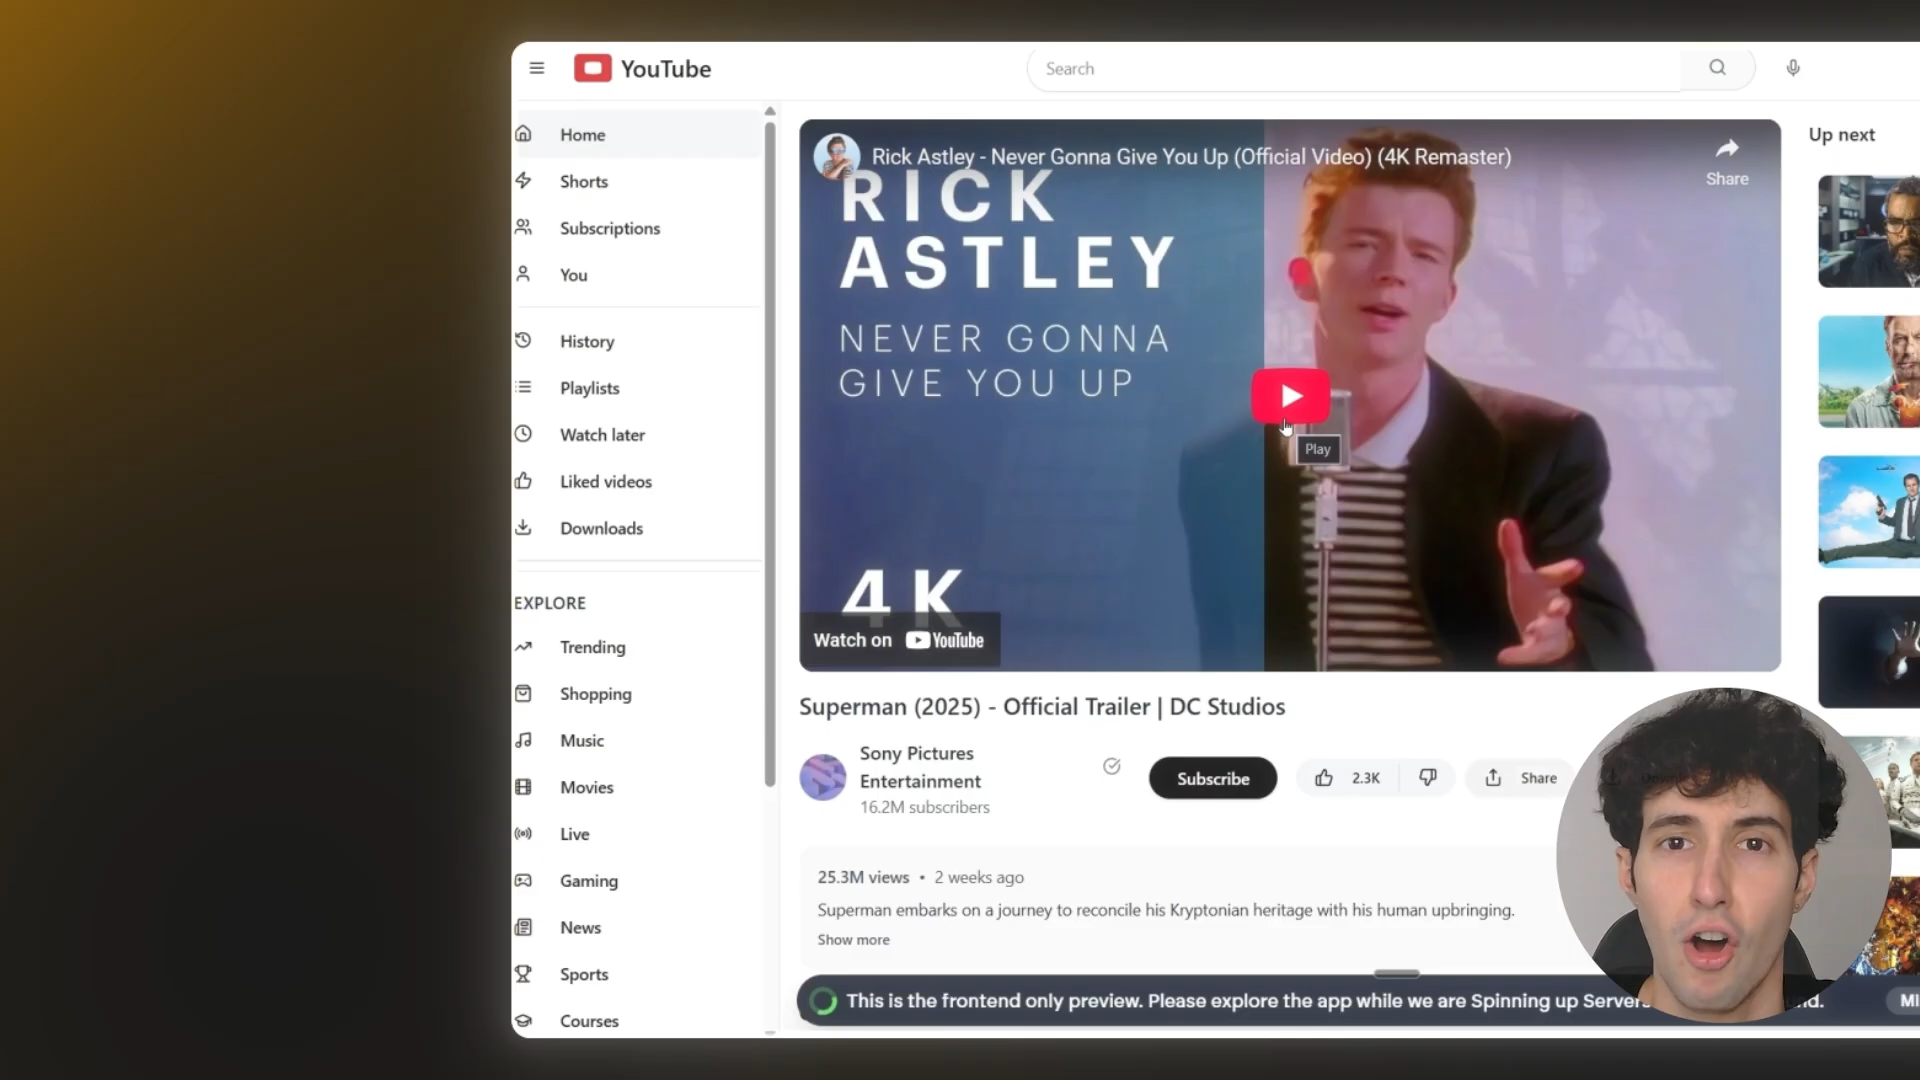 YouTube
Search
Home
Shorts
Subscriptions
You
History
Playlists
Watch later
Liked videos
Downloads
EXPLORE
Trending
Shopping
Music
Movies
Live
Gaming
News
Sports
Courses
Rick Astley - Never Gonna Give You Up (Official Video) (4K Remaster)
Share
RICK
ASTLEY
NEVER GONNA
GIVE YOU UP
Play
4K
Watch on YouTube
Up next
Superman (2025) - Official Trailer | DC Studios
Sony Pictures
Entertainment
16.2M subscribers
Subscribe
2.3K
Share
25.3M views • 2 weeks ago
Superman embarks on a journey to reconcile his Kryptonian heritage with his human upbringing.
Show more
This is the frontend only preview. Please explore the app while we are Spinning up